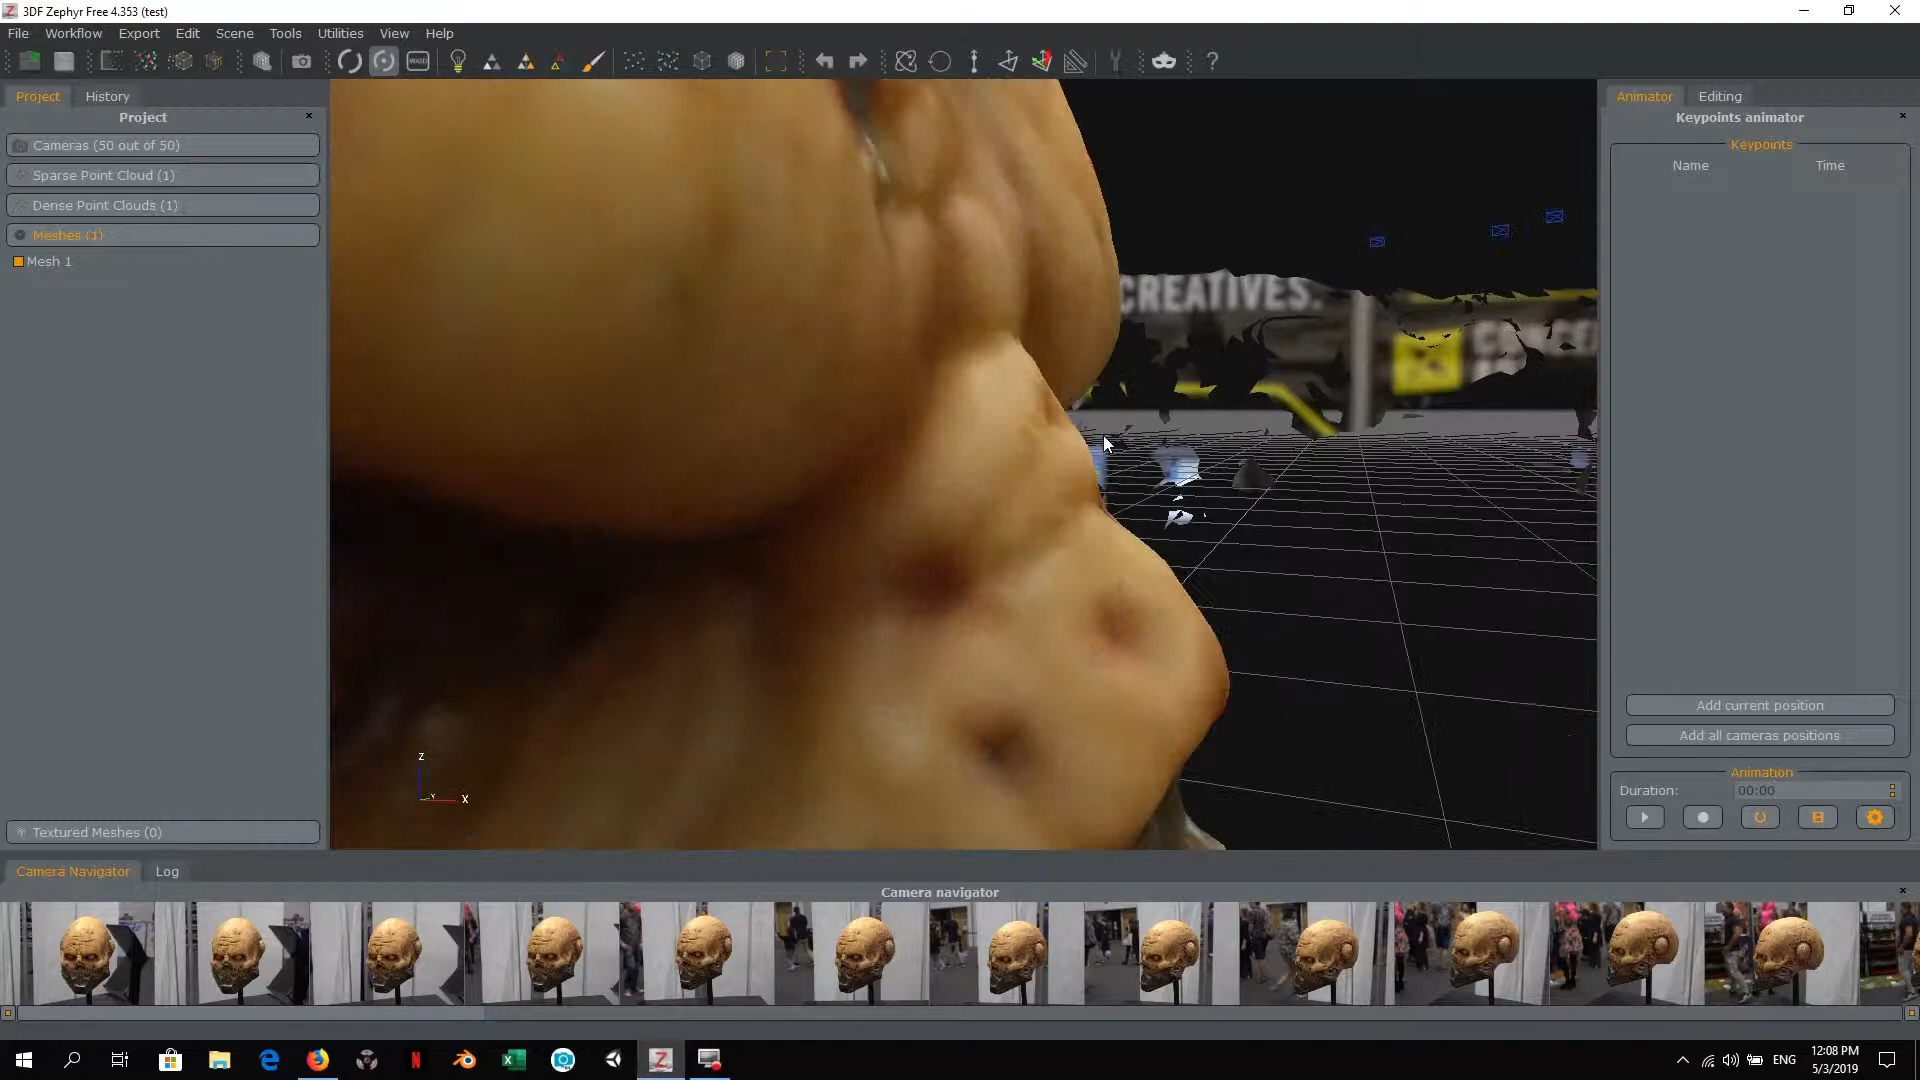 3DF Zephyr Free 4.353 (test)
File Workflow Export Edit Scene Tools Utilities View Help
WASD
Project History
Project
Cameras (50 out of 50)
Sparse Point Cloud (1)
Dense Point Clouds (1)
Meshes (1)
Mesh 1
Textured Meshes (0)
CREATIVES.
Z
Y
X
Animator Editing
Keypoints animator
Keypoints
Name Time
Add current position
Add all cameras positions
Animation
Duration: 00:00
Camera Navigator Log
Camera navigator
ENG
12:08 PM
5/3/2019